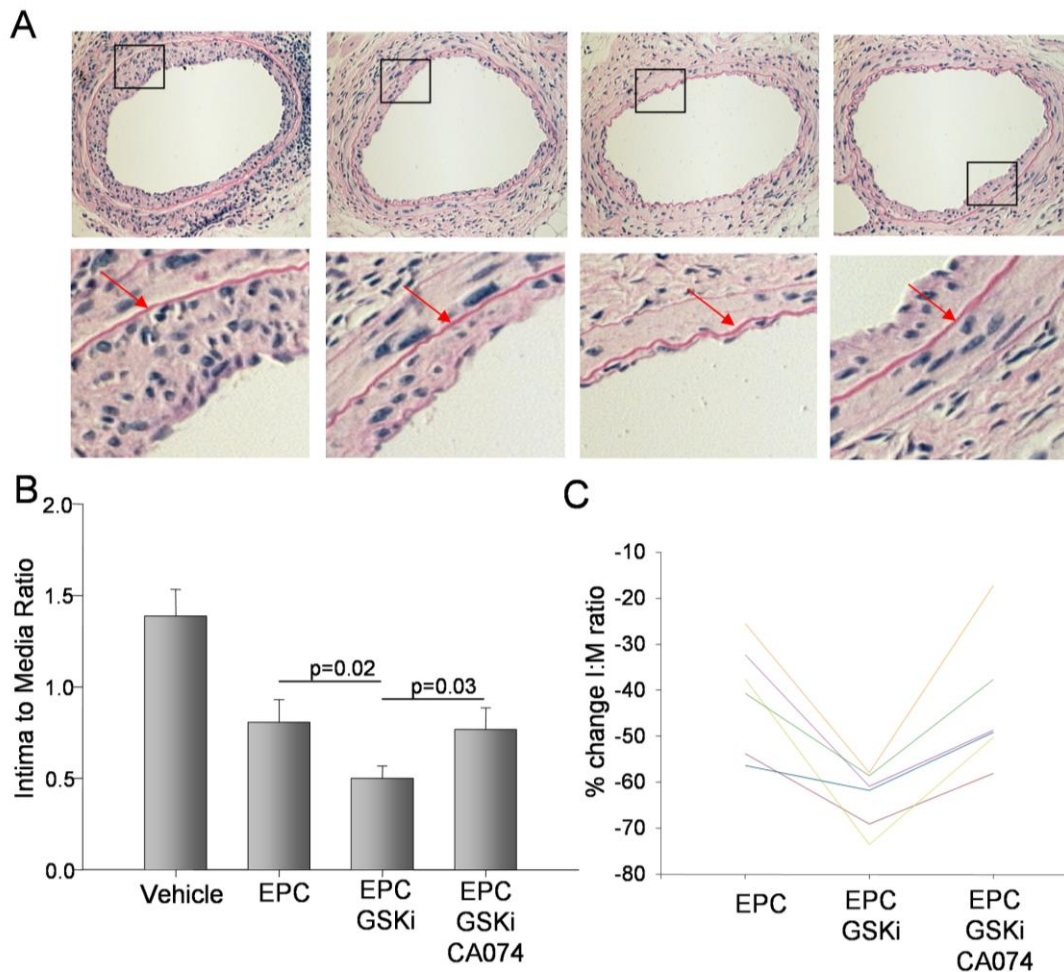 A
B
2.0
1.5
1.0
0.5
0.0
Intima to Media Ratio
p=0.02
p=0.03
Vehicle
EPC
EPC
GSKi
EPC
GSKi
CA074
C
-10
-20
-30
-40
-50
-60
-70
-80
% change I:M ratio
EPC
EPC
GSKi
EPC
GSKi
CA074